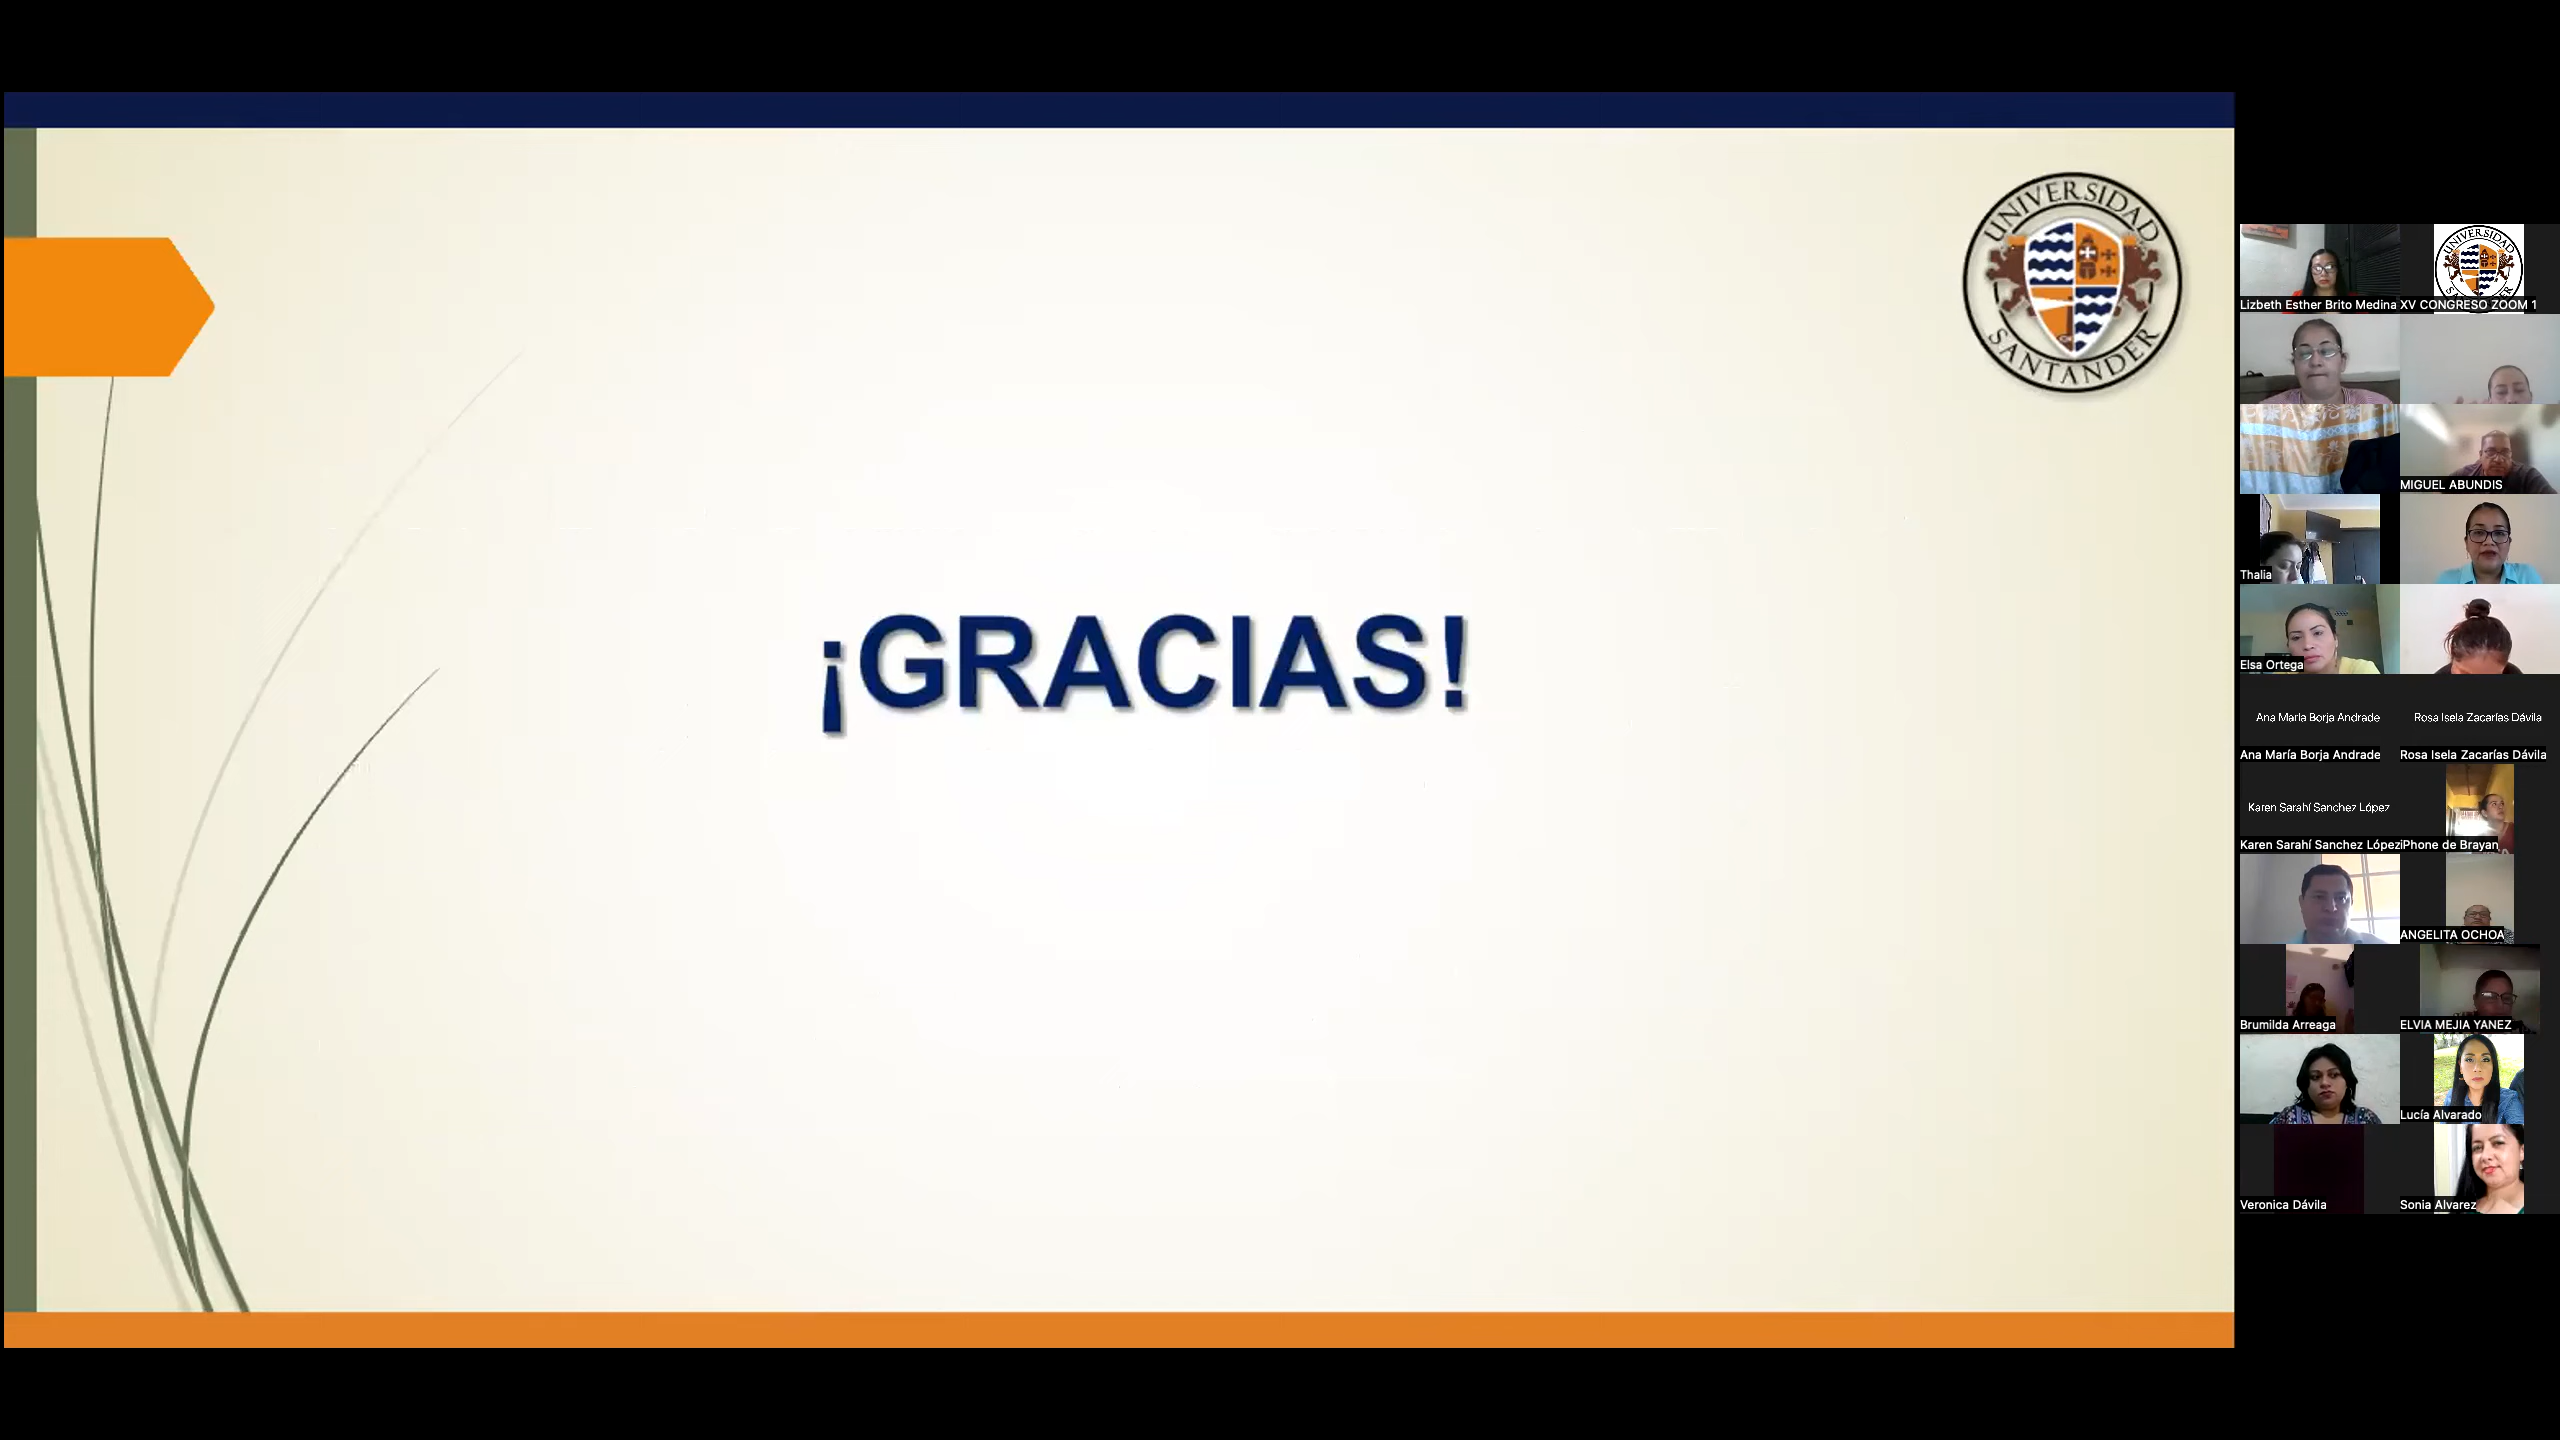 UNIVERSIDAD
SANTANDER
¡GRACIAS!
Lizbeth Esther Brito Medina
UNIVERSIDAD
XV CONGRESO ZOOM 1
MIGUEL ABUNDIS
Thalia
Elsa Ortega
Ana María Borja Andrade
Rosa Isela Zacarías Dávila
Ana María Borja Andrade
Rosa Isela Zacarías Dávila
Karen Sarahí Sanchez López
Karen Sarahí Sanchez López
iPhone de Brayan
ANGELITA OCHOA
Brumilda Arreaga
ELVIA MEJIA YANEZ
Lucía Alvarado
Veronica Dávila
Sonia Alvarez